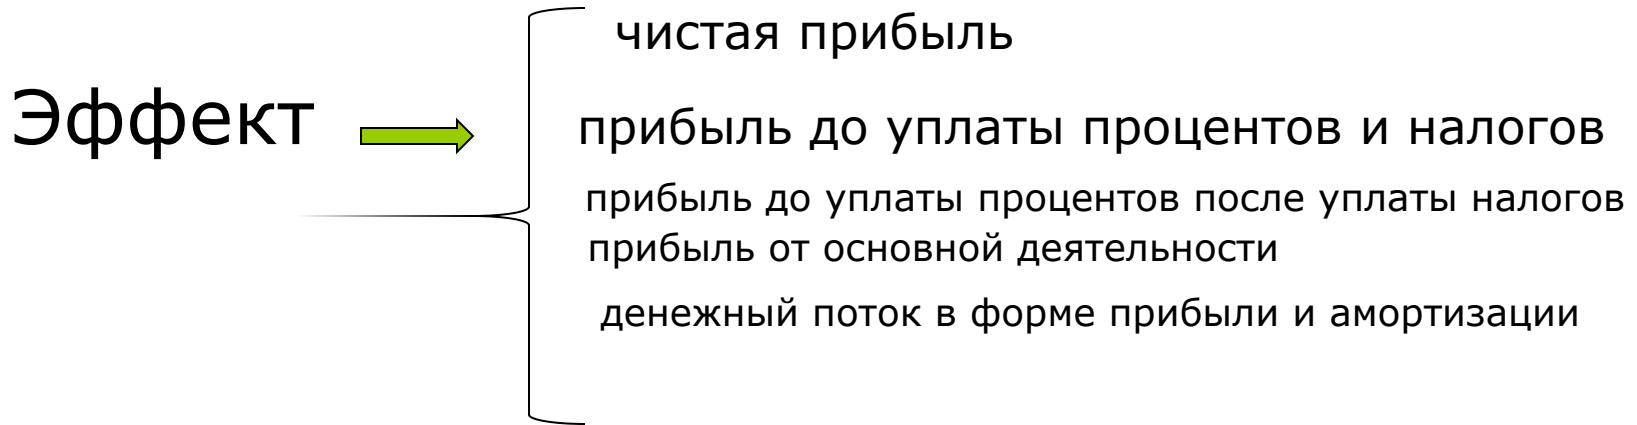 чистая прибыль
Эффект
прибыль до уплаты процентов и налогов
прибыль до уплаты процентов после уплаты налогов
прибыль от основной деятельности
денежный поток в форме прибыли и амортизации